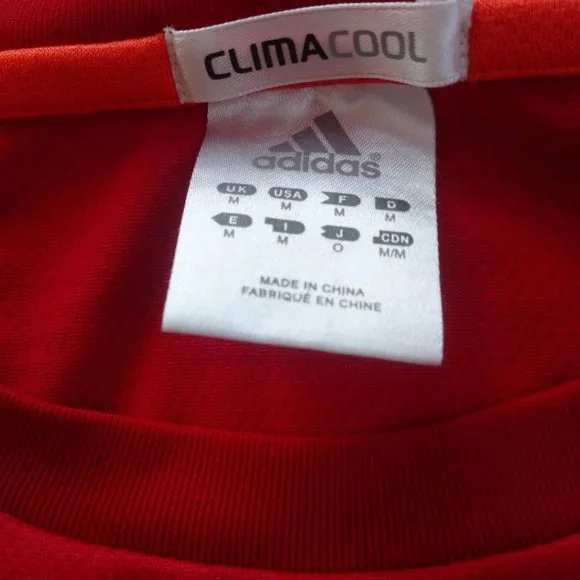 CLIMACOOL
adidas®
UK USA F D
M M M M
E I J CDN
M M O M/M
MADE IN CHINA
FABRIQUÉ EN CHINE